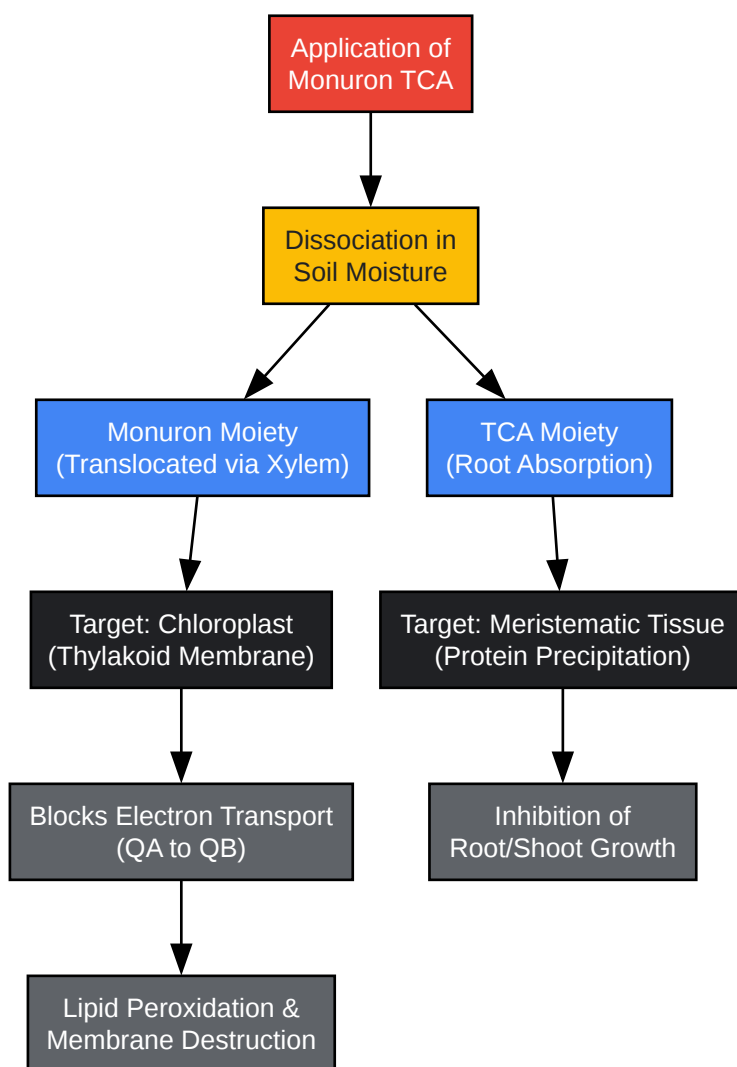 Application of
Monuron TCA
Dissociation in
Soil Moisture
Monuron Moiety
(Translocated via Xylem)
TCA Moiety
(Root Absorption)
Target: Chloroplast
(Thylakoid Membrane)
Target: Meristematic Tissue
(Protein Precipitation)
Blocks Electron Transport
(QA to QB)
Inhibition of
Root/Shoot Growth
Lipid Peroxidation &
Membrane Destruction